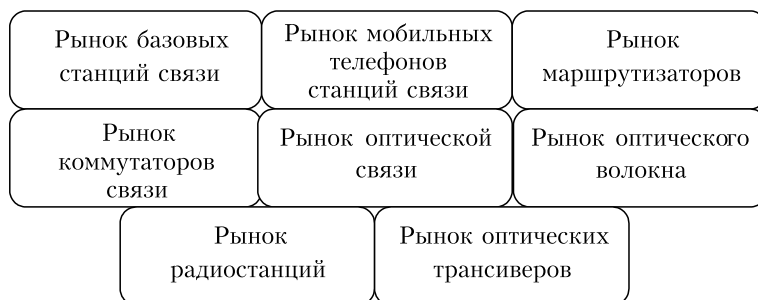 Рынок базовых
станций связи
Рынок мобильных
телефонов
станций связи
Рынок
маршрутизаторов
Рынок
коммутаторов
связи
Рынок оптической
связи
Рынок оптического
волокна
Рынок
радиостанций
Рынок оптических
трансиверов